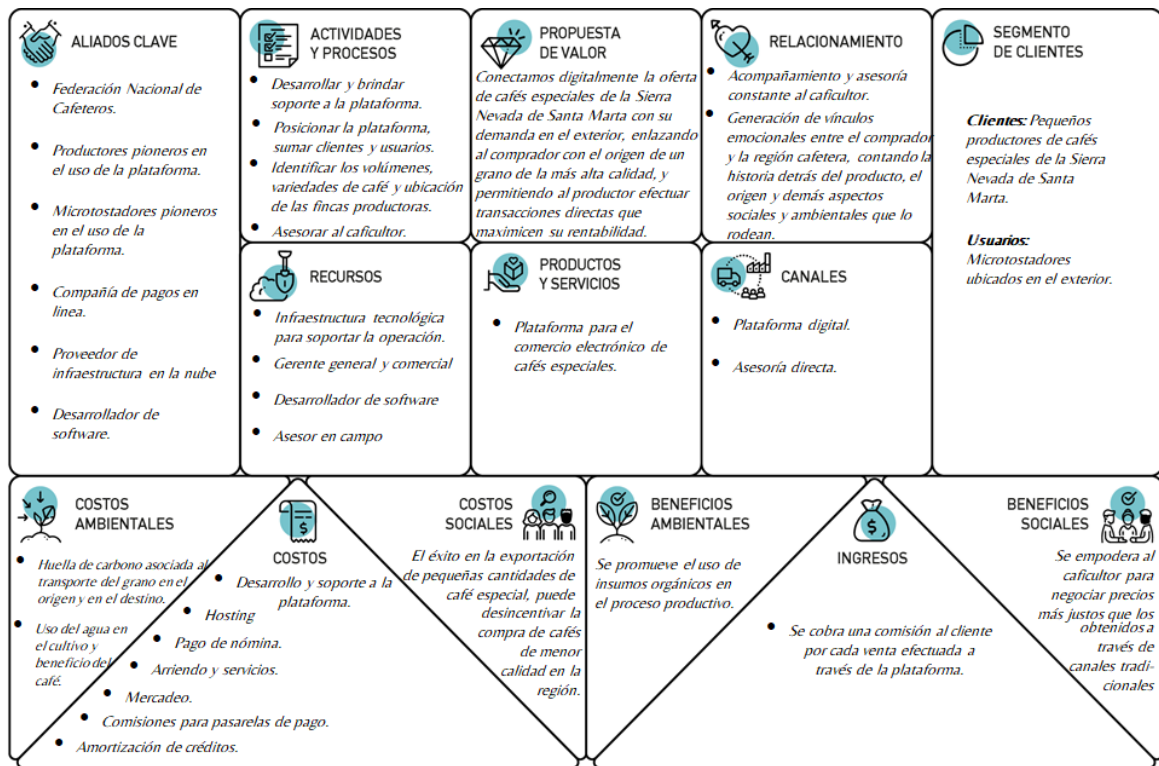 ALIADOS CLAVE
Federación Nacional de
Cafeteros.
Productores pioneros en
el uso de la plataforma.
Microtostadores pioneros
en el uso de la
plataforma.
Compañía de pagos en
linea.
Proveedor de
infraestructura en la nube
Desarrollador de
software.
ACTIVIDADES
Y PROCESOS
Desarrollar y brindar
soporte a la plataforma.
Posicionar la plataforma,
sumar clientes y usuarios.
Identificar los volúmenes,
variedades de café y ubicación
de las fincas productoras.
Asesorar al caficultor.
RECURSOS
Infraestructura tecnológica
para soportar la operación.
Gerente general y comercial
Desarrollador de software
Asesor en campo
PROPUESTA
DE VALOR
Conectamos digitalmente la oferta
de cafés especiales de la Sierra
Nevada de Santa Marta con su
demanda en el exterior, enlazando
al comprador con el origen de un
grano de la más alta calidad, y
permitiendo al productor efectuar
transacciones directas que
maximicen su rentabilidad.
PRODUCTOS
Y SERVICIOS
Plataforma para el
comercio electrónico de
cafés especiales.
RELACIONAMIENTO
Acompañamiento y asesoría
constante al caficultor.
Generación de vínculos
emocionales entre el comprador
y la región cafetera, contando la
historia detrás del producto, el
origen y demás aspectos
sociales y ambientales que lo
rodean.
CANALES
Plataforma digital.
Asesoría directa.
SEGMENTO
DE CLIENTES
Clientes: Pequeños
productores de cafés
especiales de la Sierra
Nevada de Santa
Marta.
Usuarios:
Microtostadores
ubicados en el exterior.
COSTOS
AMBIENTALES
Huella de carbono asociada al
transporte del grano en el
origen y en el destino.
Uso del agua en
el cultivo y
beneficio del
café.
COSTOS
Desarrollo y soporte a la
plataforma.
Hosting
Pago de nómina.
Arriendo y servicios.
Mercadeo.
Comisiones para pasarelas de pago.
Amortización de créditos.
COSTOS
SOCIALES
El éxito en la exportación
de pequeñas cantidades de
café especial, puede
desincentivar la
compra de cafés
de menor
calidad en la
región.
BENEFICIOS
AMBIENTALES
Se promueve el uso de
insumos orgánicos en
el proceso productivo.
INGRESOS
Se cobra una comisión al cliente
por cada venta efectuada a
través de la plataforma.
BENEFICIOS
SOCIALES
Se empodera al
caficultor para
negociar precios
más justos que los
obtenidos a
través de
canales tradi-
cionales